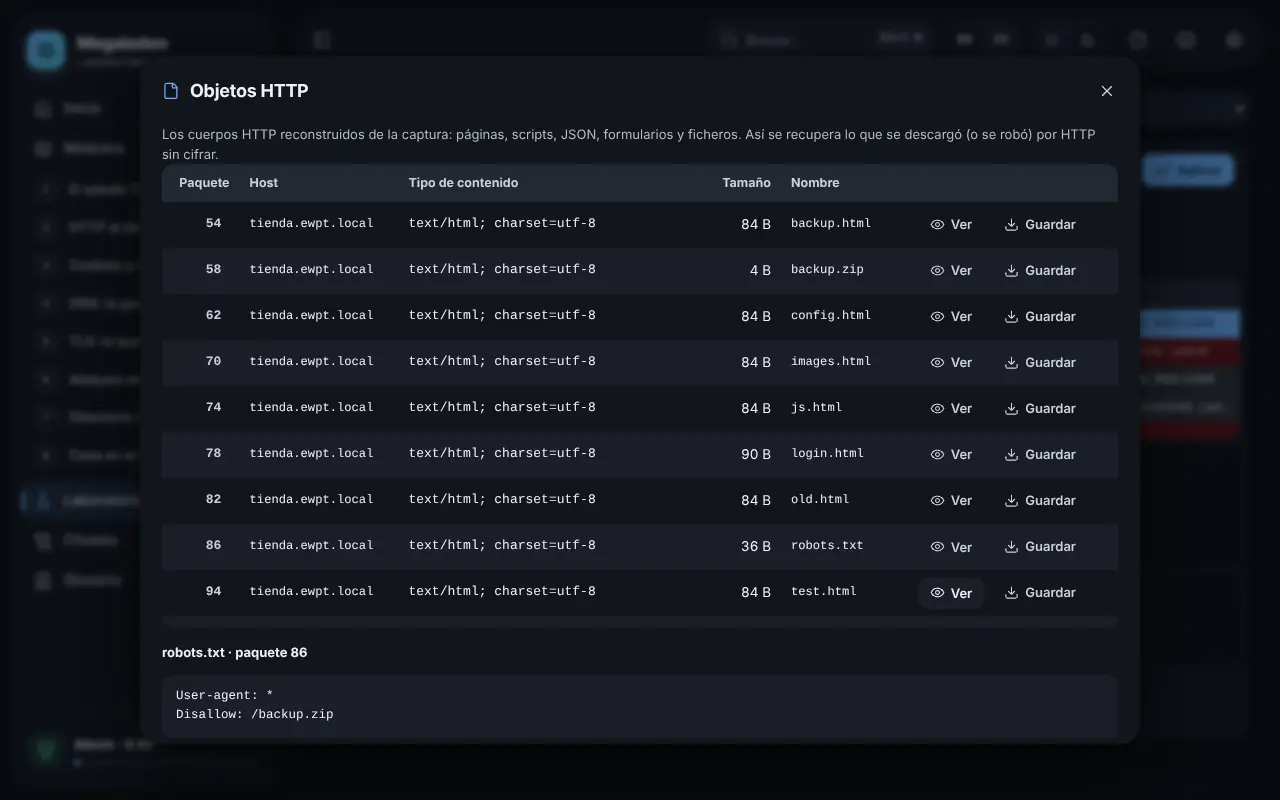 Objetos HTTP
Los cuerpos HTTP reconstruidos de la captura: páginas, scripts, JSON, formularios y ficheros. Así se recupera lo que se descargó (o se robó) por HTTP
sin cifrar.
Paquete Host Tipo de contenido Tamaño Nombre
54 tienda.ewpt.local text/html; charset=utf-8 84 B backup.html Ver Guardar
58 tienda.ewpt.local text/html; charset=utf-8 4 B backup.zip Ver Guardar
62 tienda.ewpt.local text/html; charset=utf-8 84 B config.html Ver Guardar
70 tienda.ewpt.local text/html; charset=utf-8 84 B images.html Ver Guardar
74 tienda.ewpt.local text/html; charset=utf-8 84 B js.html Ver Guardar
78 tienda.ewpt.local text/html; charset=utf-8 90 B login.html Ver Guardar
82 tienda.ewpt.local text/html; charset=utf-8 84 B old.html Ver Guardar
86 tienda.ewpt.local text/html; charset=utf-8 36 B robots.txt Ver Guardar
94 tienda.ewpt.local text/html; charset=utf-8 84 B test.html Ver Guardar
robots.txt · paquete 86
User-agent: *
Disallow: /backup.zip